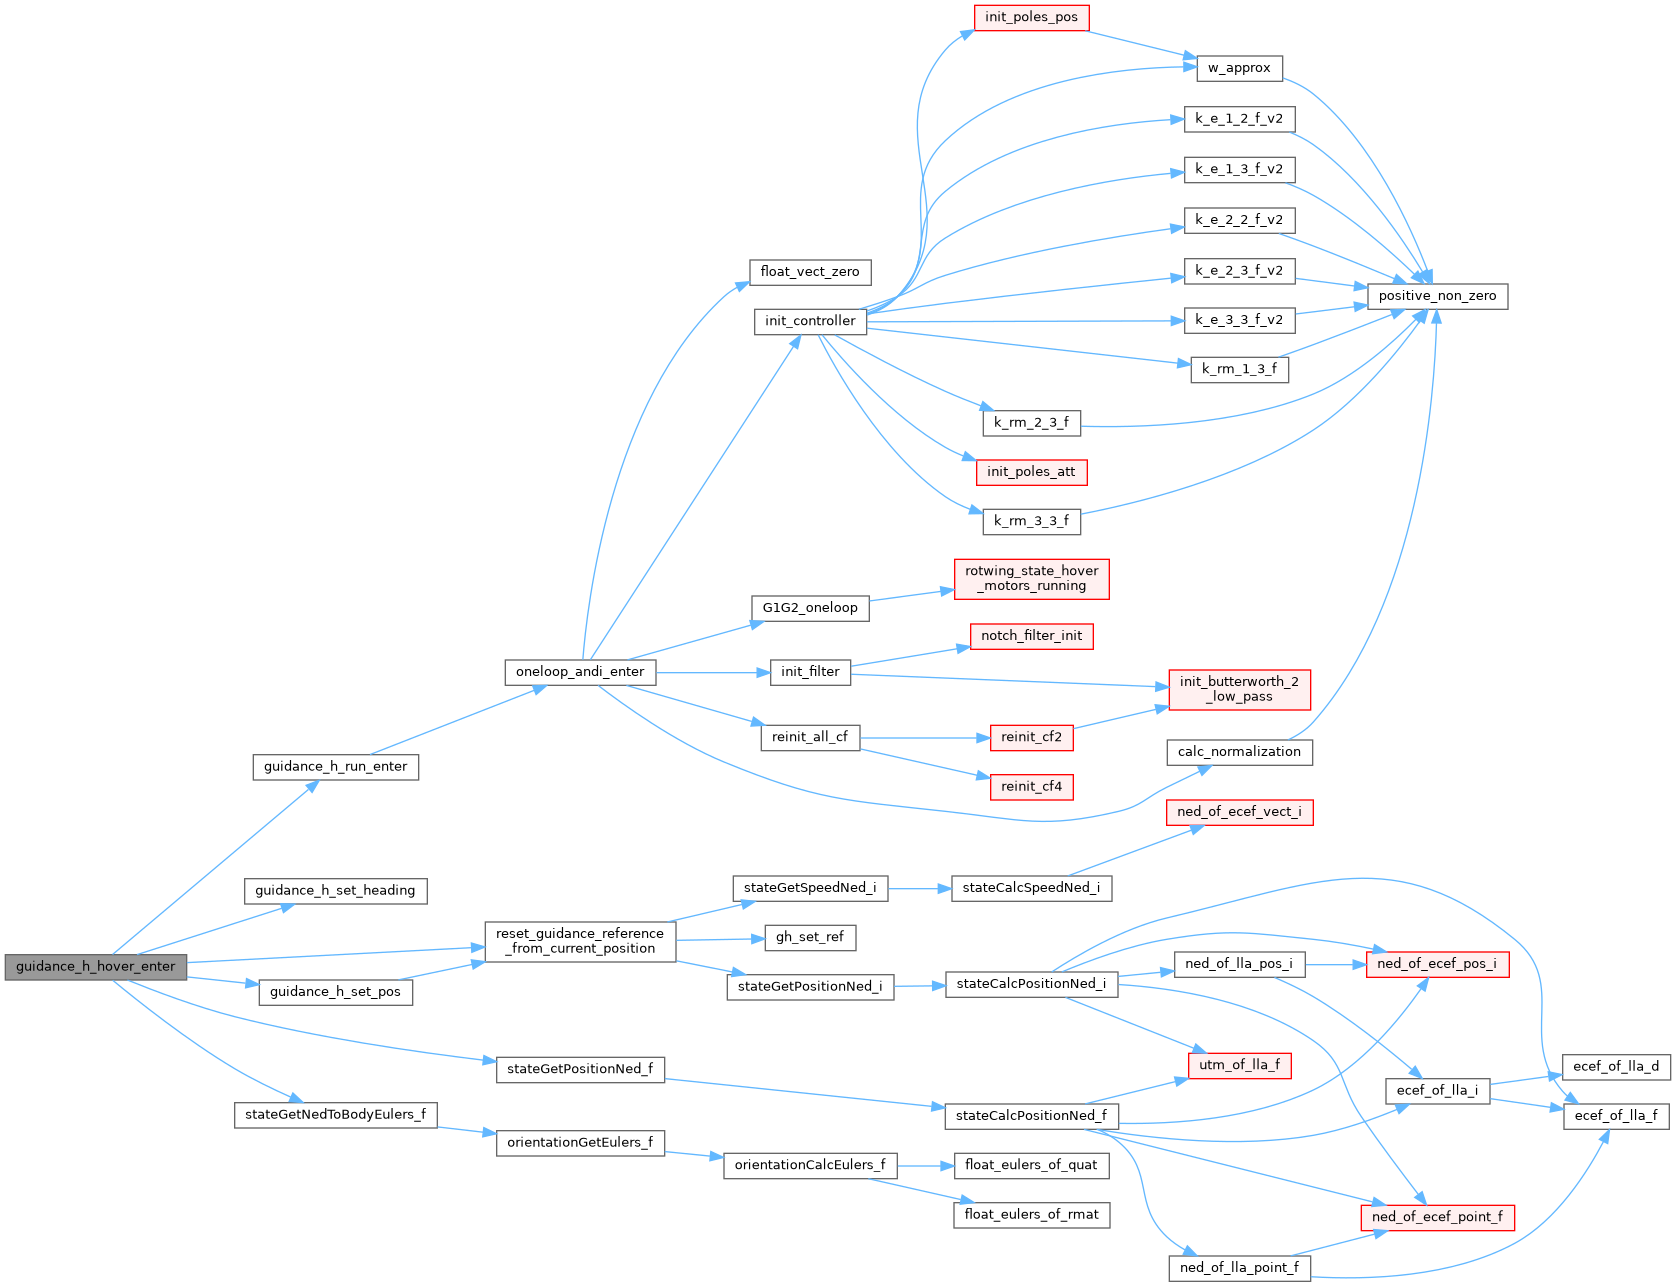 init_poles_pos
w_approx
k_e_1_2_f_v2
k_e_1_3_f_v2
k_e_2_2_f_v2
float_vect_zero
k_e_2_3_f_v2
positive_non_zero
init_controller
k_e_3_3_f_v2
k_rm_1_3_f
k_rm_2_3_f
init_poles_att
k_rm_3_3_f
rotwing_state_hover
_motors_running
G1G2_oneloop
notch_filter_init
oneloop_andi_enter
init_filter
init_butterworth_2
_low_pass
reinit_all_cf
reinit_cf2
calc_normalization
guidance_h_run_enter
reinit_cf4
ned_of_ecef_vect_i
guidance_h_set_heading
stateGetSpeedNed_i
stateCalcSpeedNed_i
reset_guidance_reference
_from_current_position
gh_set_ref
guidance_h_hover_enter
ned_of_lla_pos_i
ned_of_ecef_pos_i
guidance_h_set_pos
stateGetPositionNed_i
stateCalcPositionNed_i
stateGetPositionNed_f
utm_of_lla_f
ecef_of_lla_d
ecef_of_lla_i
stateGetNedToBodyEulers_f
stateCalcPositionNed_f
ecef_of_lla_f
orientationGetEulers_f
orientationCalcEulers_f
float_eulers_of_quat
float_eulers_of_rmat
ned_of_ecef_point_f
ned_of_lla_point_f